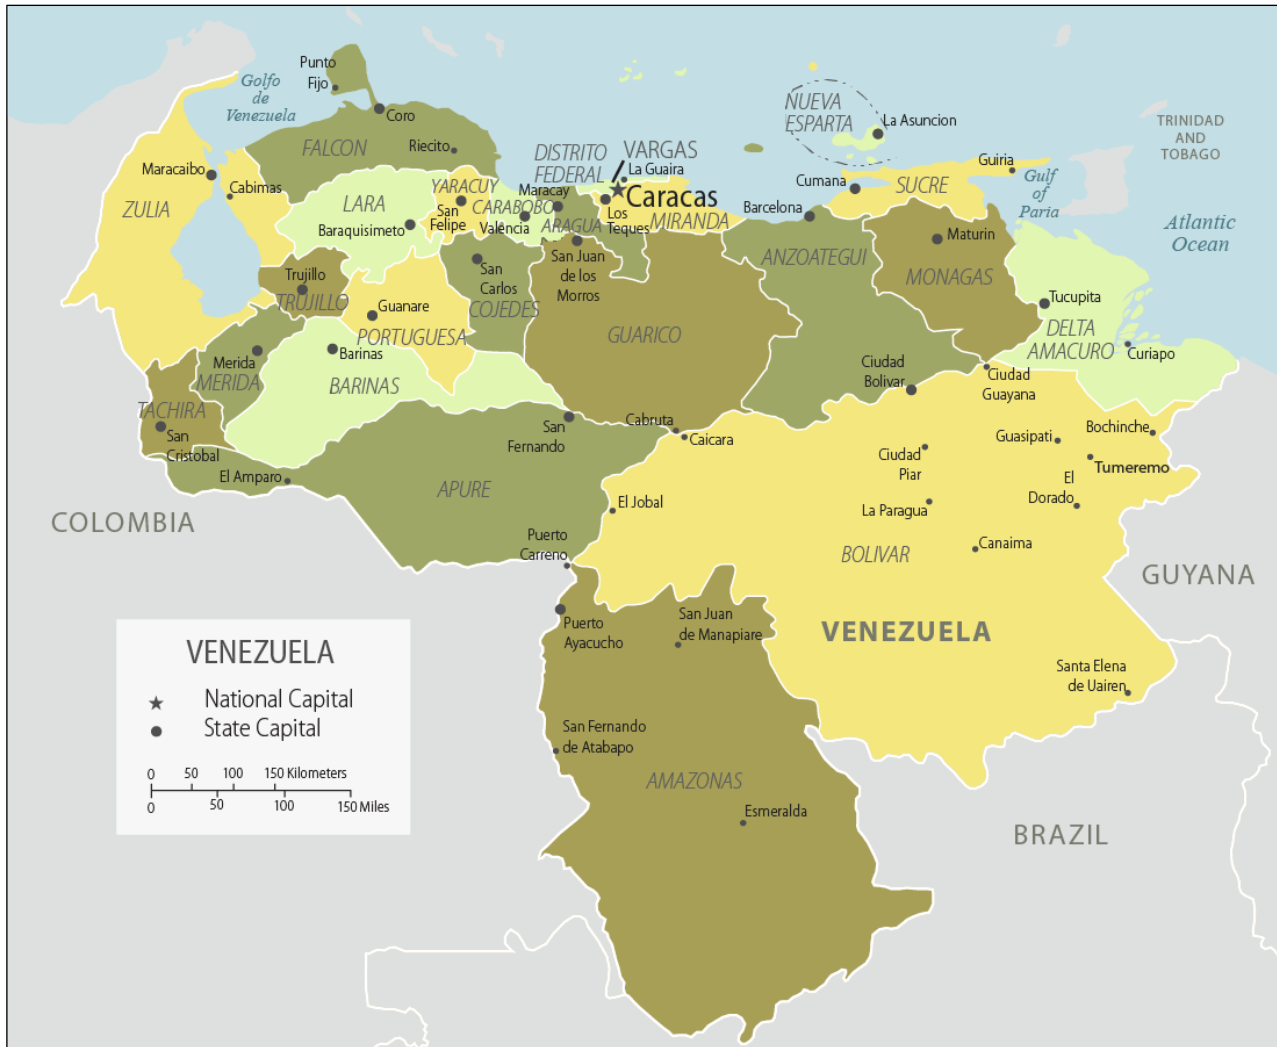 Punto
Fijo
Golfo
de
Venezuela
Coro
NUEVA
ESPARTA
La Asuncion
TRINIDAD
AND
TOBAGO
FALCON
Riecito
DISTRITO
FEDERAL
VARGAS
La Guaira
Maracaibo
Cabimas
ZULIA
LARA
Baraquisimeto
YARACUY
San
Felipe
CARABOBO
Valencia
Maracay
ARAGUA
Caracas
Los
Teques
MIRANDA
Cumana
Barcelona
SUCRE
Guiria
Gulf
of
Paria
Atlantic
Ocean
Trujillo
TRUJILLO
Guanare
PORTUGUESA
San
Carlos
COJEDES
San Juan
de los
Morros
GUARICO
ANZOATEGUI
Maturin
MONAGAS
Tucupita
DELTA
AMACURO
Curiapo
Merida
MERIDA
Barinas
BARINAS
TACHIRA
San
Cristobal
El Amparo
San
Fernando
APURE
Cabruta
Caicara
Ciudad
Bolivar
Ciudad
Guayana
Ciudad
Piar
Guasipati
Bochinche
Tumeremo
El
Dorado
La Paragua
Canaima
El Jobal
BOLIVAR
COLOMBIA
Puerto
Carreno
GUYANA
Puerto
Ayacucho
San Juan
de Manapiare
VENEZUELA
Santa Elena
de Uairen
San Fernando
de Atabapo
AMAZONAS
Esmeralda
BRAZIL
VENEZUELA
National Capital
State Capital
0 50 100 150 Kilometers
0 50 100 150 Miles